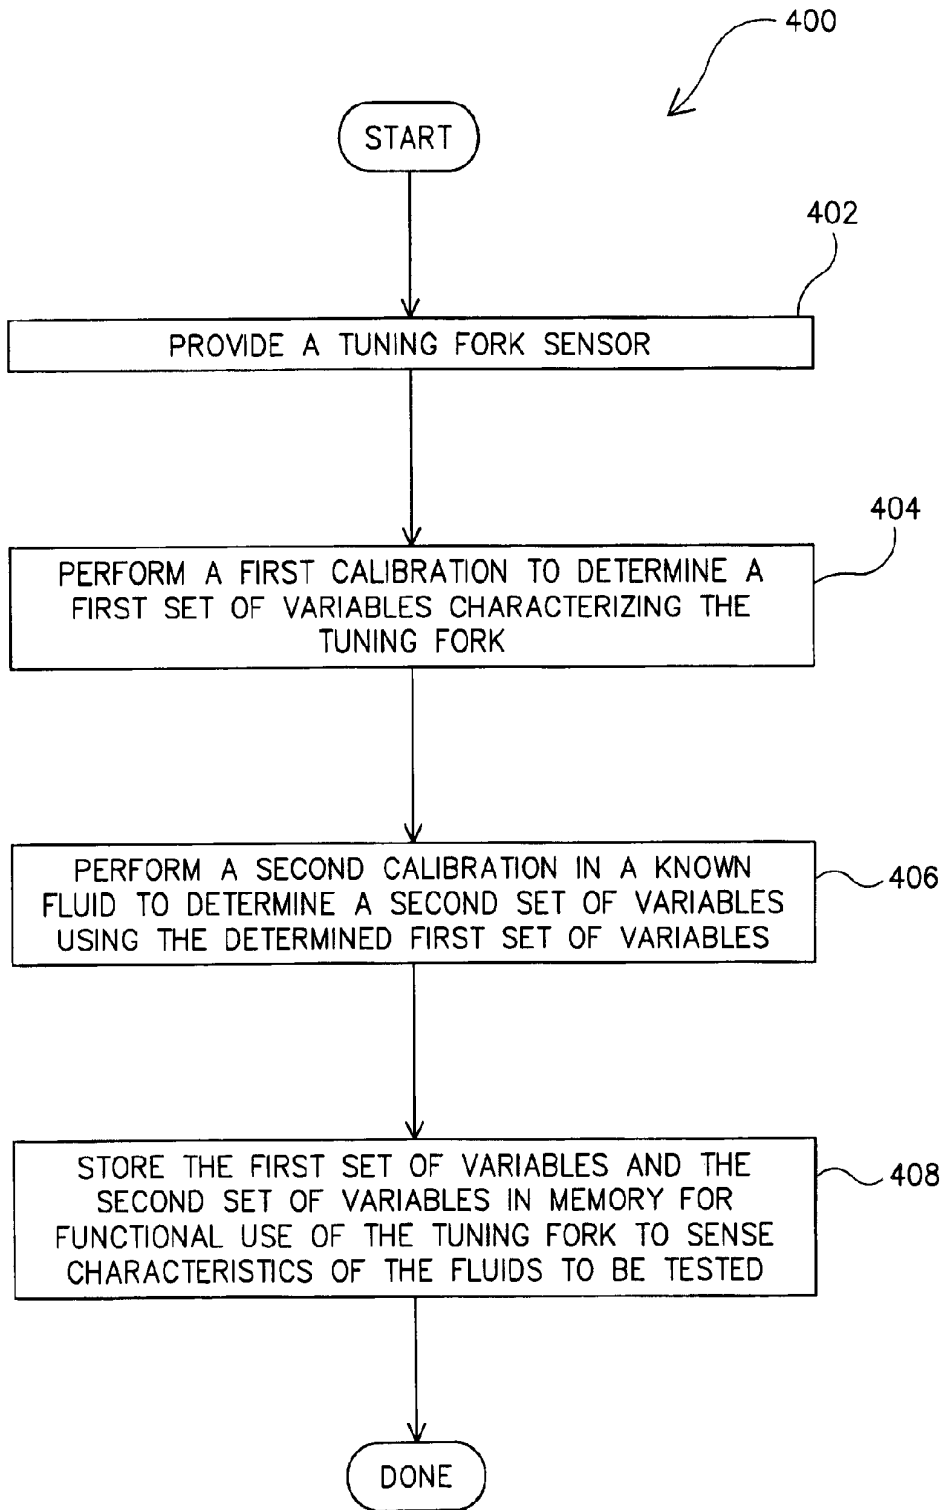 400
START
402
PROVIDE A TUNING FORK SENSOR
404
PERFORM A FIRST CALIBRATION TO DETERMINE A
FIRST SET OF VARIABLES CHARACTERIZING THE
TUNING FORK
PERFORM A SECOND CALIBRATION IN A KNOWN
FLUID TO DETERMINE A SECOND SET OF VARIABLES
USING THE DETERMINED FIRST SET OF VARIABLES
406
STORE THE FIRST SET OF VARIABLES AND THE
SECOND SET OF VARIABLES IN MEMORY FOR
FUNCTIONAL USE OF THE TUNING FORK TO SENSE
CHARACTERISTICS OF THE FLUIDS TO BE TESTED
408
DONE